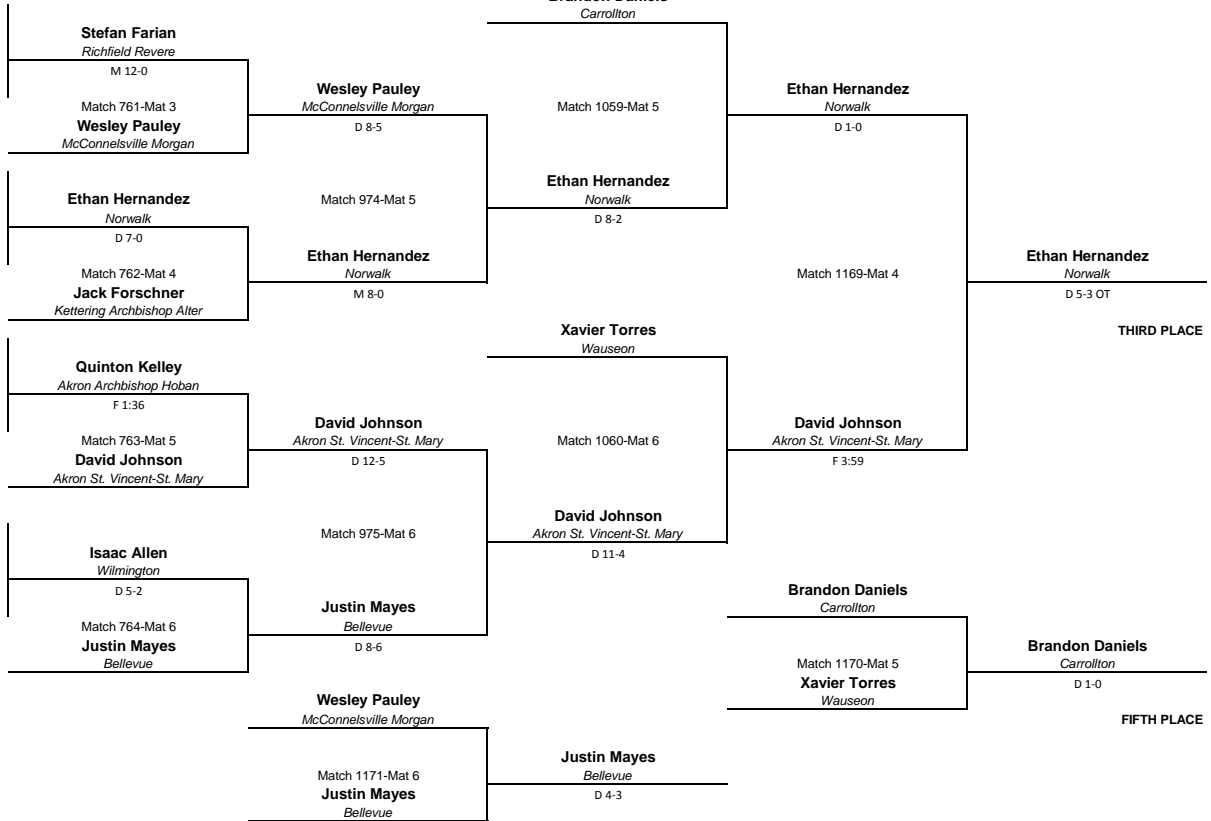 Brandon Daniels
Carrollton
Stefan Farian
Richfield Revere
M 12-0
Match 761-Mat 3
Wesley Pauley
McConnelsville Morgan
Wesley Pauley
McConnelsville Morgan
D 8-5
Match 1059-Mat 5
Ethan Hernandez
Norwalk
D 1-0
Ethan Hernandez
Norwalk
D 7-0
Match 974-Mat 5
Ethan Hernandez
Norwalk
D 8-2
Match 762-Mat 4
Jack Forschner
Kettering Archbishop Alter
Ethan Hernandez
Norwalk
M 8-0
Match 1169-Mat 4
Ethan Hernandez
Norwalk
D 5-3 OT
THIRD PLACE
Xavier Torres
Wauseon
Quinton Kelley
Akron Archbishop Hoban
F 1:36
Match 763-Mat 5
David Johnson
Akron St. Vincent-St. Mary
David Johnson
Akron St. Vincent-St. Mary
D 12-5
Match 1060-Mat 6
David Johnson
Akron St. Vincent-St. Mary
F 3:59
Match 975-Mat 6
David Johnson
Akron St. Vincent-St. Mary
D 11-4
Isaac Allen
Wilmington
D 5-2
Match 764-Mat 6
Justin Mayes
Bellevue
Justin Mayes
Bellevue
D 8-6
Brandon Daniels
Carrollton
Match 1170-Mat 5
Xavier Torres
Wauseon
Brandon Daniels
Carrollton
D 1-0
FIFTH PLACE
Wesley Pauley
McConnelsville Morgan
Match 1171-Mat 6
Justin Mayes
Bellevue
Justin Mayes
Bellevue
D 4-3